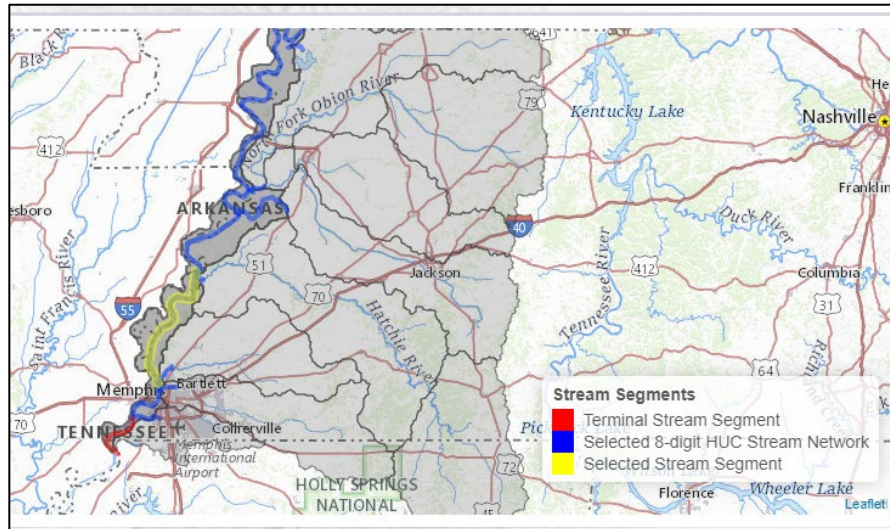 641
79
Kentucky Lake
He
Nashville
Black R
412
North Fork Obion River
Franklin
esboro
ARKANSAS
40
Duck River
Saint Francis River
51
Jackson
Tennessee River
412
Columbia
55
70
31
Hatchie River
64
Memphis
Bartlett
70
TENNESSEE
Collierville
Memphis
International
Airport
HOLLY SPRINGS
NATIONAL
72
45
River
Florence
Wheeler Lake
Stream Segments
Terminal Stream Segment
Selected 8-digit HUC Stream Network
Selected Stream Segment
Leaflet